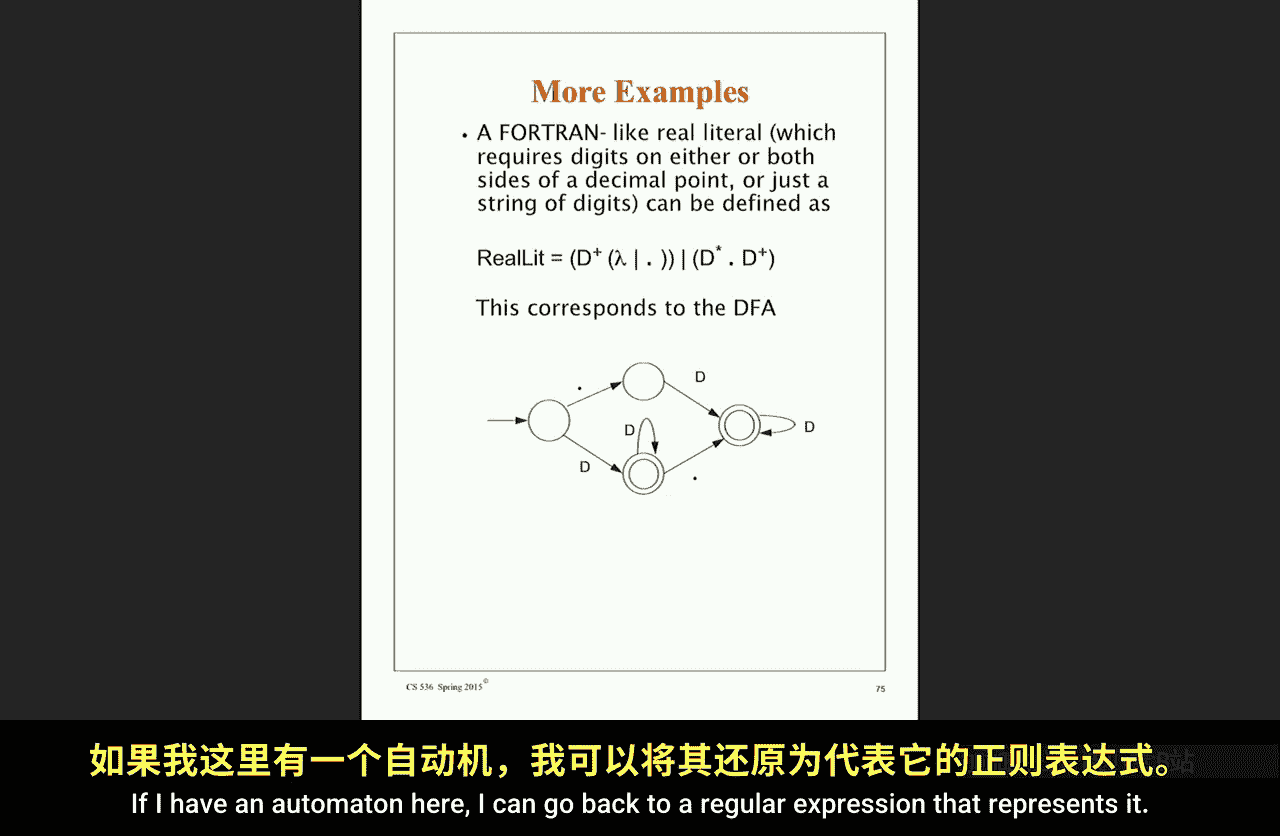 More Examples
• A FORTRAN- like real literal (which
requires digits on either or both
sides of a decimal point, or just a
string of digits) can be defined as
RealLit = (D⁺ (λ | . )) | (D* . D⁺)
This corresponds to the DFA
.
D
D
D
D
.
CS 536 Spring 2015©
75
如果我这里有一个自动机，我可以将其还原为代表它的正则表达式。
If I have an automaton here, I can go back to a regular expression that represents it.